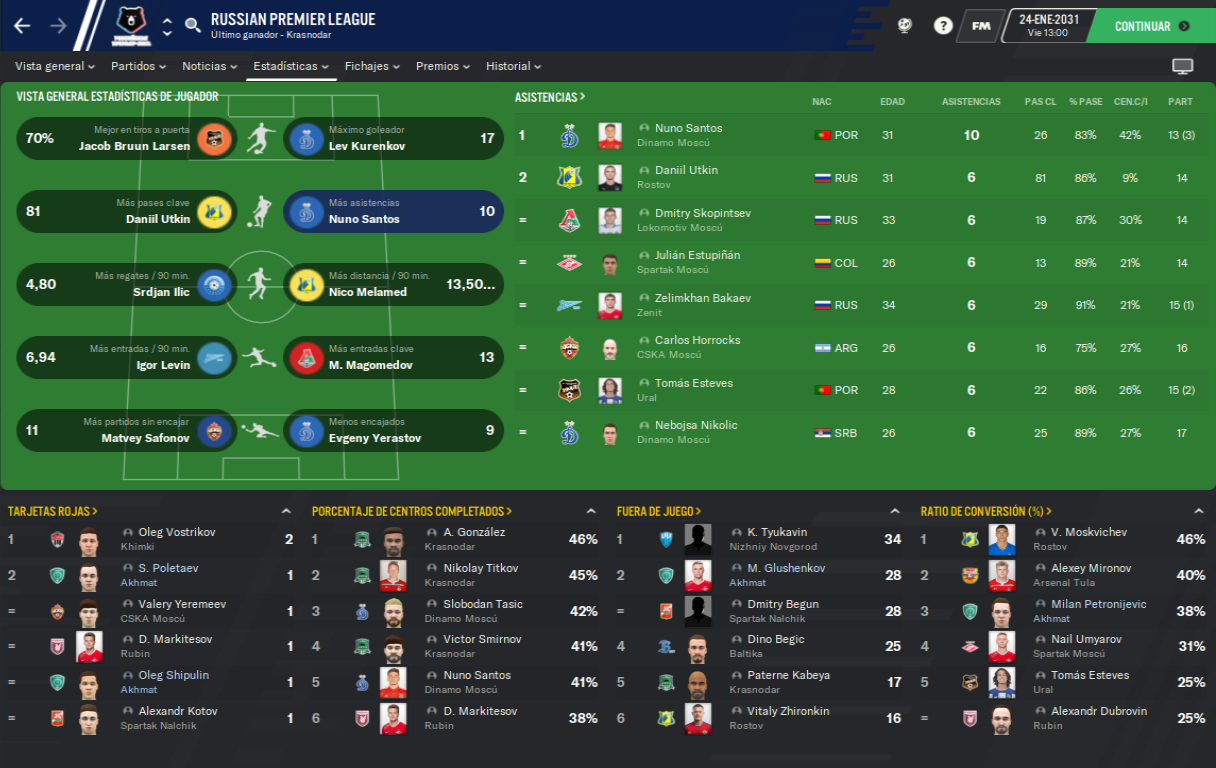 RUSSIAN PREMIER LEAGUE
Último ganador - Krasnodar
?
FM
24-ENE-2031
Vie 13:00
CONTINUAR
Vista general Partidos Noticias Estadísticas Fichajes Premios Historial
VISTA GENERAL ESTADÍSTICAS DE JUGADOR
70% Mejor en tiros a puerta
Jacob Bruun Larsen
Máximo goleador
Lev Kurenkov 17
81 Más pases clave
Daniil Utkin
Más asistencias
Nuno Santos 10
4,80 Más regates / 90 min.
Srdjan Ilic
Más distancia / 90 min.
Nico Melamed 13,50...
6,94 Más entradas / 90 min.
Igor Levin
Más entradas clave
M. Magomedov 13
11 Más partidos sin encajar
Matvey Safonov
Menos encajados
Evgeny Yerastov 9
ASISTENCIAS > NAC EDAD ASISTENCIAS PAS CL % PASE CEN.C/I PART
1 Nuno Santos POR 31 10 26 83% 42% 13 (3)
Dinamo Moscú
2 Daniil Utkin RUS 31 6 81 86% 9% 14
Rostov
= Dmitry Skopintsev RUS 33 6 19 87% 30% 14
Lokomotiv Moscú
= Julián Estupiñán COL 26 6 13 89% 21% 14
Spartak Moscú
= Zelimkhan Bakaev RUS 34 6 29 91% 21% 15 (1)
Zenit
= Carlos Horrocks ARG 26 6 16 75% 27% 16
CSKA Moscú
= Tomás Esteves POR 28 6 22 86% 26% 15 (2)
Ural
= Nebojsa Nikolic SRB 26 6 25 89% 27% 17
Dinamo Moscú
TARJETAS ROJAS >
1 Oleg Vostrikov 2
Khimki
2 S. Poletaev 1
Akhmat
= Valery Yeremeev 1
CSKA Moscú
= D. Markitesov 1
Rubin
= Oleg Shipulin 1
Akhmat
= Alexandr Kotov 1
Spartak Nalchik
PORCENTAJE DE CENTROS COMPLETADOS >
1 A. González 46%
Krasnodar
2 Nikolay Titkov 45%
Krasnodar
3 Slobodan Tasic 42%
Dinamo Moscú
4 Victor Smirnov 41%
Krasnodar
5 Nuno Santos 41%
Dinamo Moscú
6 D. Markitesov 38%
Rubin
FUERA DE JUEGO >
1 K. Tyukavin 34
Nizhniy Novgorod
2 M. Glushenkov 28
Akhmat
= Dmitry Begun 28
Spartak Nalchik
4 Dino Begic 25
Baltika
5 Paterne Kabeya 17
Krasnodar
6 Vitaly Zhironkin 16
Rostov
RATIO DE CONVERSIÓN (%) >
1 V. Moskvichev 46%
Rostov
2 Alexey Mironov 40%
Arsenal Tula
3 Milan Petronijevic 38%
Akhmat
4 Nail Umyarov 31%
Spartak Moscú
5 Tomás Esteves 25%
Ural
= Alexandr Dubrovin 25%
Rubin